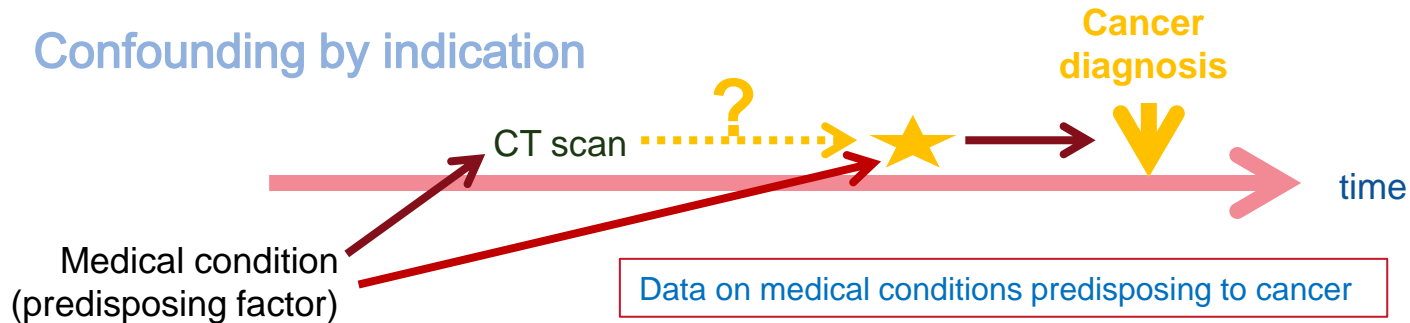 Confounding by indication
Cancer
diagnosis
?
CT scan
time
Medical condition
(predisposing factor)
Data on medical conditions predisposing to cancer